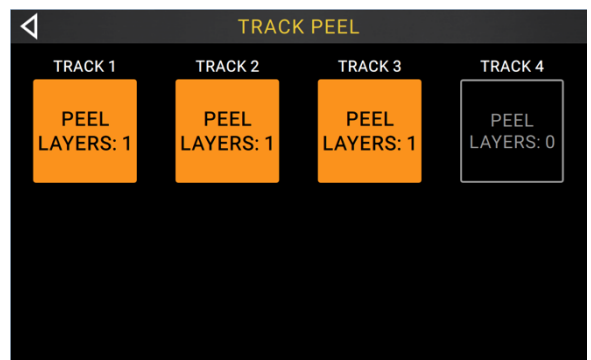 TRACK PEEL
TRACK 1
TRACK 2
TRACK 3
TRACK 4
PEEL
LAYERS: 1
PEEL
LAYERS: 1
PEEL
LAYERS: 1
PEEL
LAYERS: 0